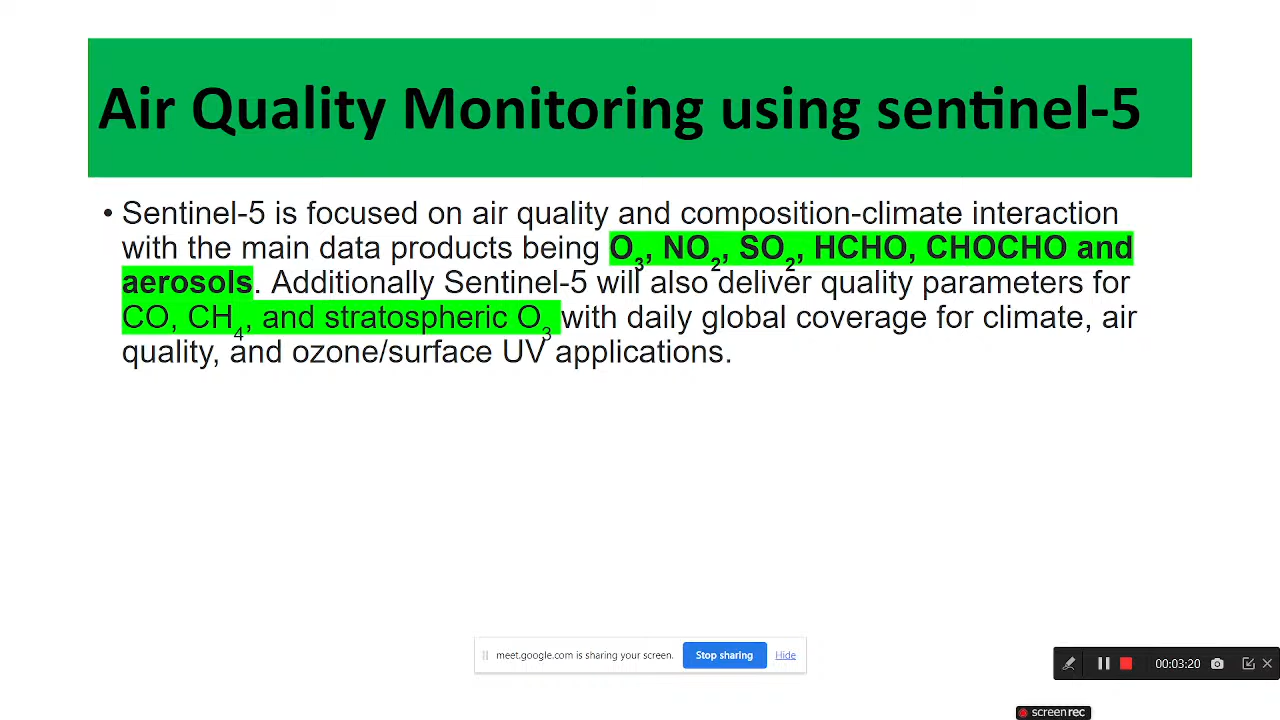 Air Quality Monitoring using sentinel-5
• Sentinel-5 is focused on air quality and composition-climate interaction
with the main data products being O₃, NO₂, SO₂, HCHO, CHOCHO and
aerosols. Additionally Sentinel-5 will also deliver quality parameters for
CO, CH₄, and stratospheric O₃ with daily global coverage for climate, air
quality, and ozone/surface UV applications.
meet.google.com is sharing your screen. Stop sharing Hide
00:03:20
screenrec